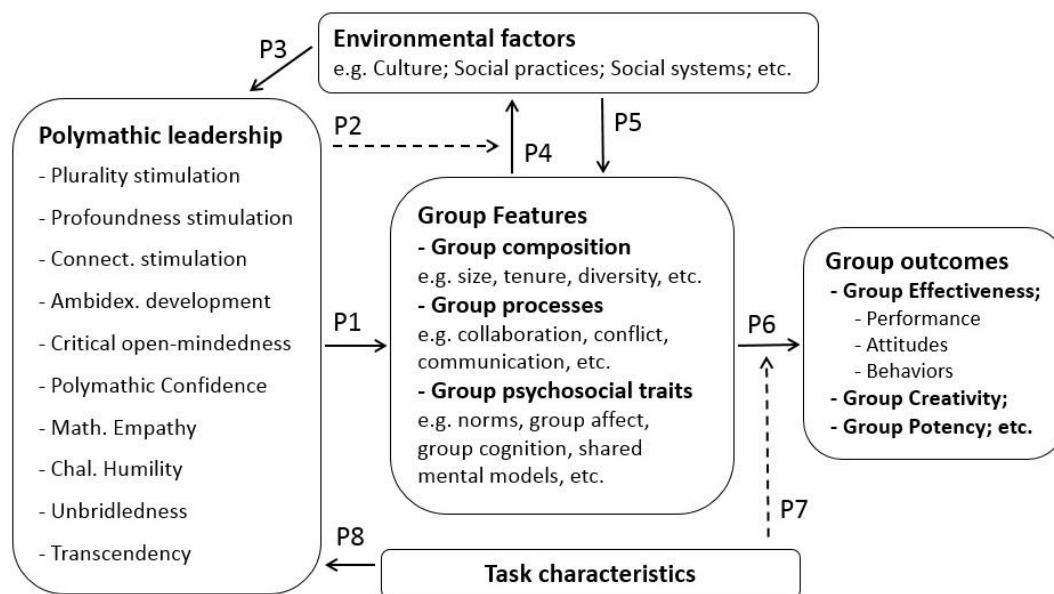 Environmental factors
e.g. Culture; Social practices; Social systems; etc.
P3
Polymathic leadership
- Plurality stimulation
- Profoundness stimulation
- Connect. stimulation
- Ambidex. development
- Critical open-mindedness
- Polymathic Confidence
- Math. Empathy
- Chal. Humility
- Unbridledness
- Transcendency
P2
P4
P5
P1
Group Features
- Group composition
e.g. size, tenure, diversity, etc.
- Group processes
e.g. collaboration, conflict,
communication, etc.
- Group psychosocial traits
e.g. norms, group affect,
group cognition, shared
mental models, etc.
P6
Group outcomes
- Group Effectiveness;
- Performance
- Attitudes
- Behaviors
- Group Creativity;
- Group Potency; etc.
P7
P8
Task characteristics